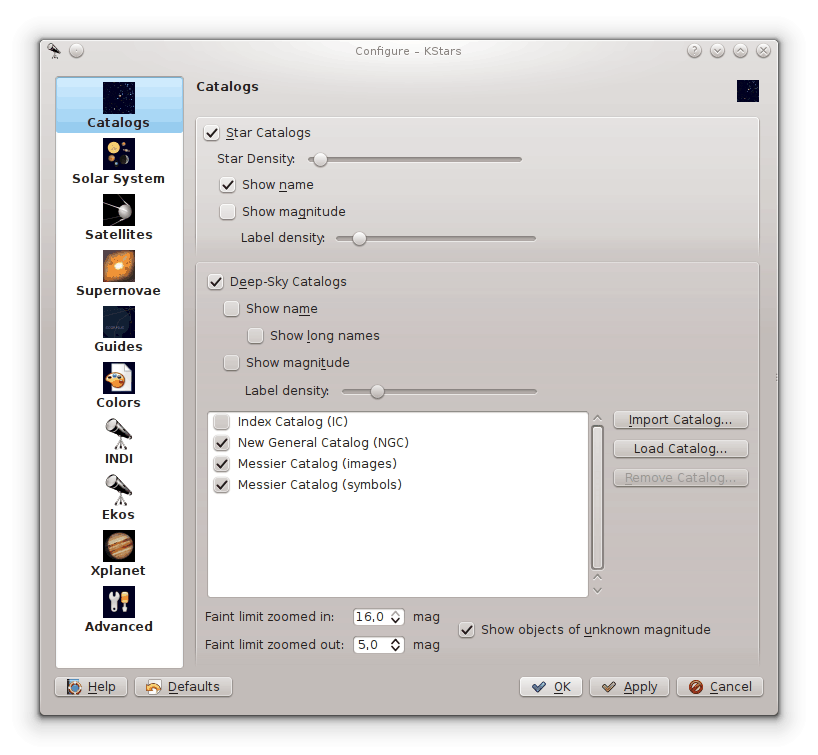 Configure – KStars
Catalogs
Solar System
Satellites
Supernovae
Guides
Colors
INDI
Ekos
Xplanet
Advanced
Catalogs
Star Catalogs
Star Density:
Show name
Show magnitude
Label density:
Deep-Sky Catalogs
Show name
Show long names
Show magnitude
Label density:
Index Catalog (IC)
New General Catalog (NGC)
Messier Catalog (images)
Messier Catalog (symbols)
Import Catalog...
Load Catalog...
Remove Catalog...
Faint limit zoomed in: 16,0 mag
Faint limit zoomed out: 5,0 mag
Show objects of unknown magnitude
Help Defaults OK Apply Cancel